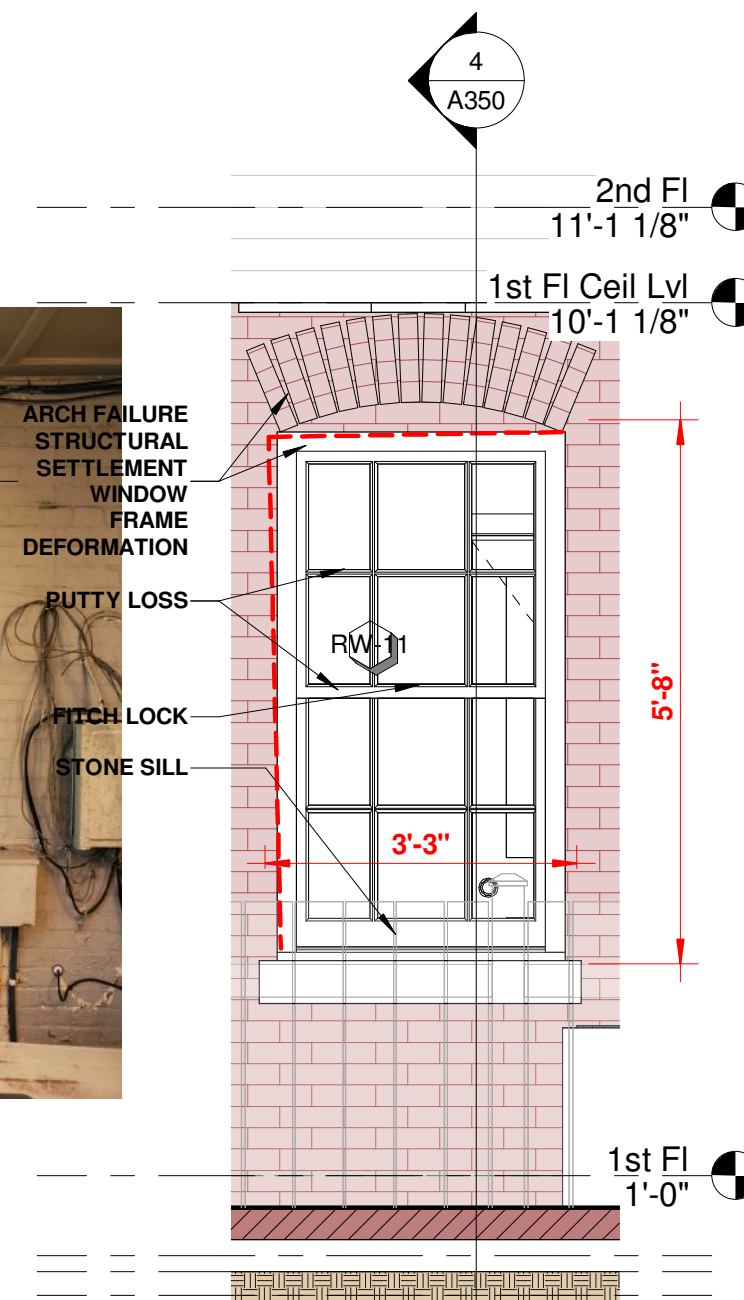 4
A350
2nd Fl
11'-1 1/8"
1st Fl Ceil Lvl
10'-1 1/8"
ARCH FAILURE
STRUCTURAL
SETTLEMENT
WINDOW
FRAME
DEFORMATION
PUTTY LOSS
RW-11
5'-8"
FITCH LOCK
STONE SILL
3'-3"
1st Fl
1'-0"